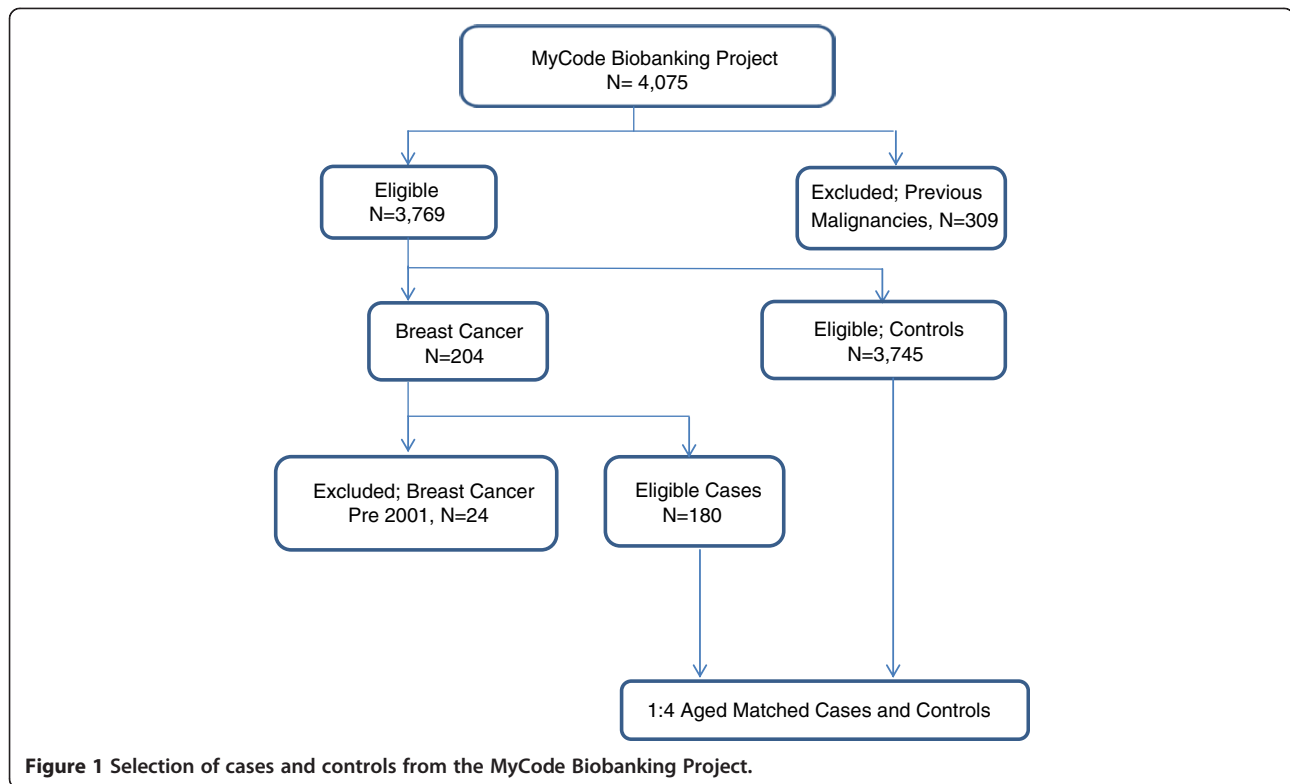 MyCode Biobanking Project
N= 4,075
Eligible
N=3,769
Excluded; Previous
Malignancies, N=309
Breast Cancer
N=204
Eligible; Controls
N=3,745
Excluded; Breast Cancer
Pre 2001, N=24
Eligible Cases
N=180
1:4 Aged Matched Cases and Controls
Figure 1 Selection of cases and controls from the MyCode Biobanking Project.